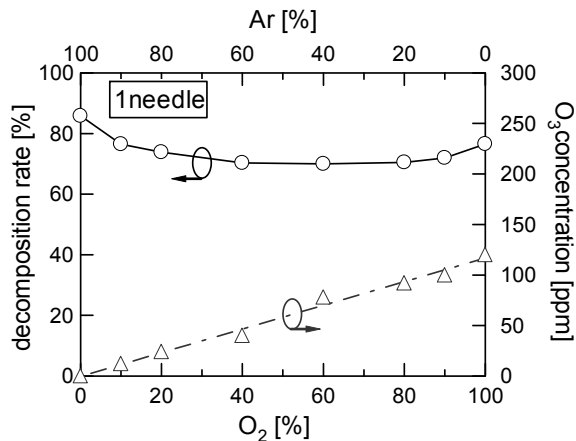 Ar [%]
100 80 60 40 20 0
1needle
100
80
60
40
20
0
decomposition rate [%]
300
250
200
150
100
50
0
O₃concentration [ppm]
0 20 40 60 80 100
O₂ [%]